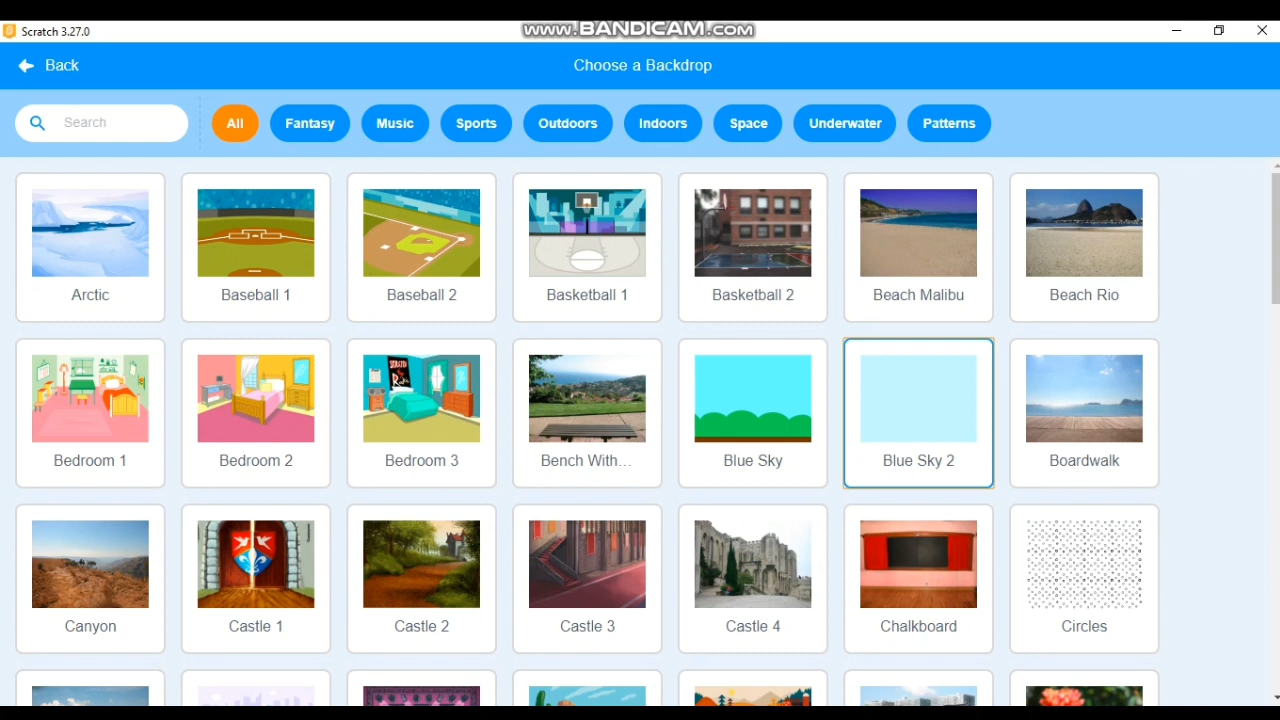 Scratch 3.27.0
www.BANDICAM.com
Back
Choose a Backdrop
Search
All
Fantasy
Music
Sports
Outdoors
Indoors
Space
Underwater
Patterns
Arctic
Baseball 1
Baseball 2
Basketball 1
Basketball 2
Beach Malibu
Beach Rio
Bedroom 1
Bedroom 2
Bedroom 3
Bench With...
Blue Sky
Blue Sky 2
Boardwalk
Canyon
Castle 1
Castle 2
Castle 3
Castle 4
Chalkboard
Circles